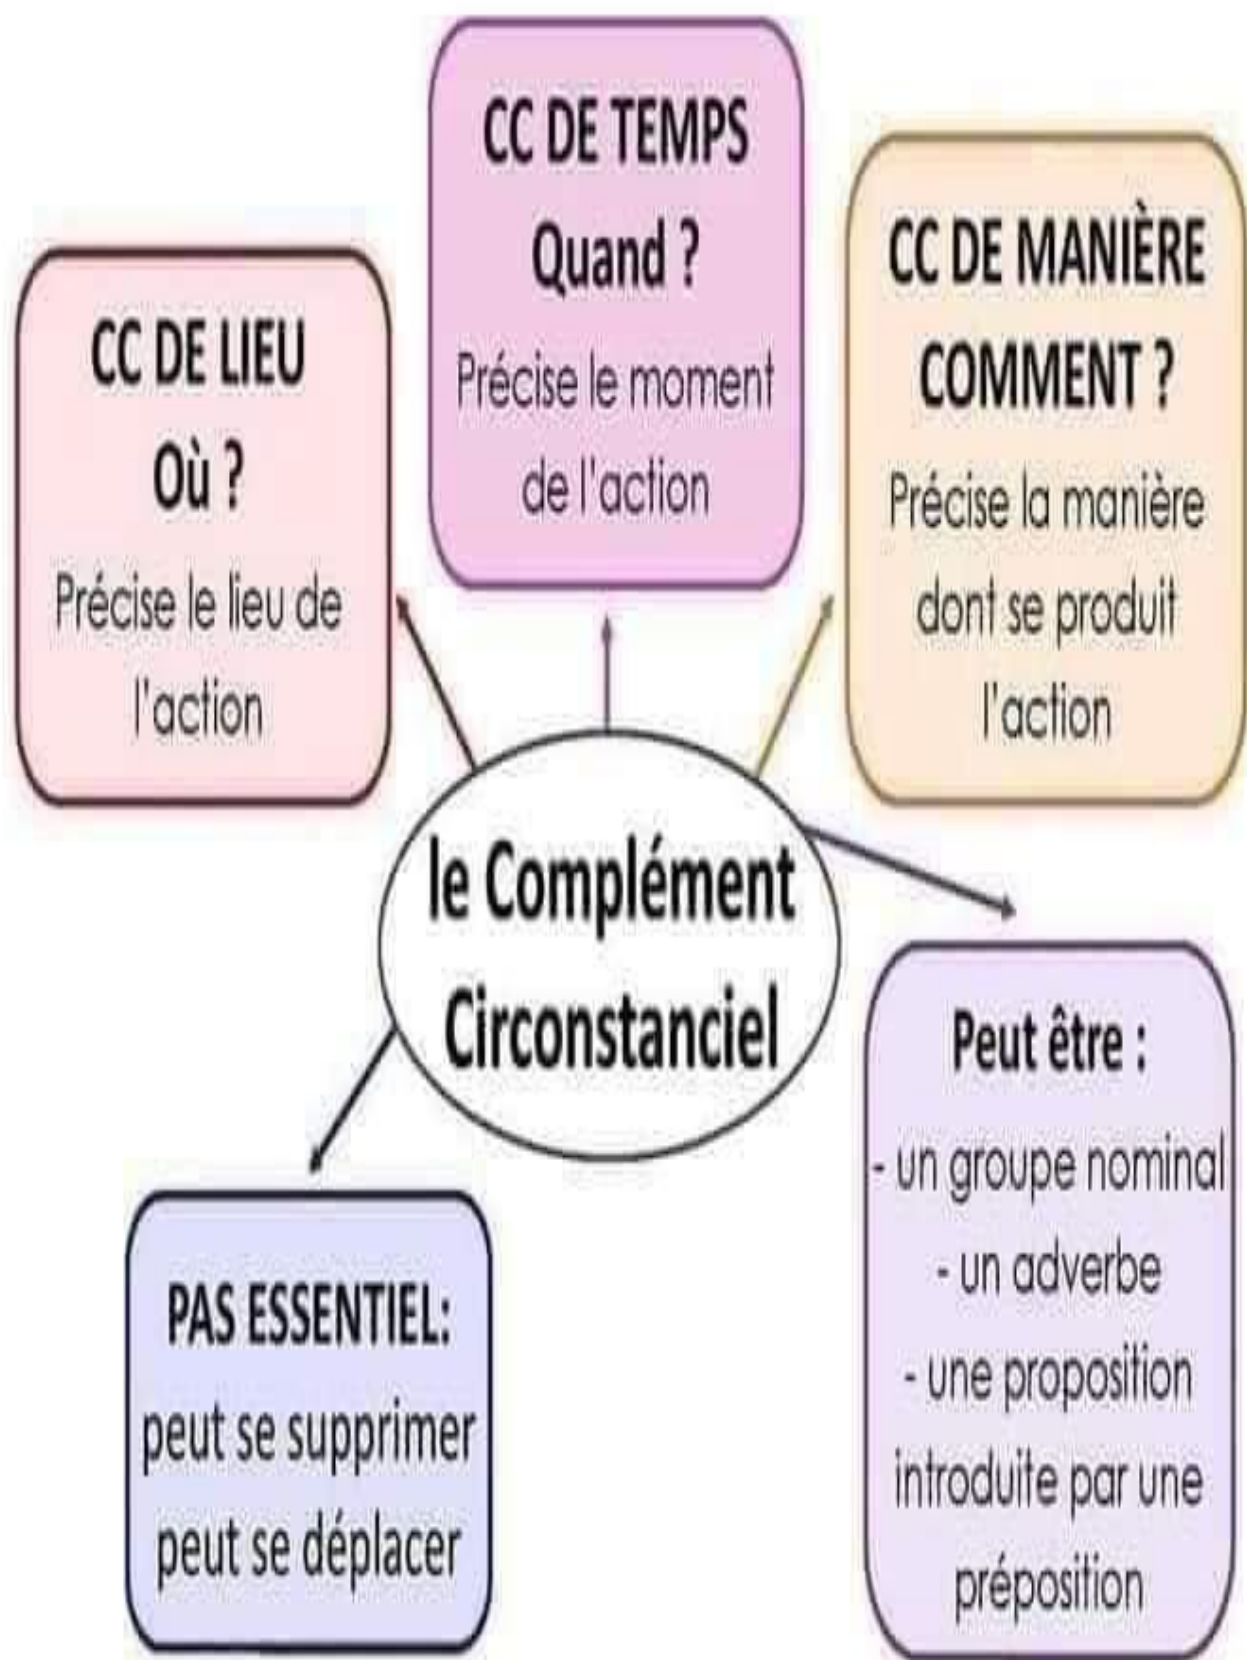 CC DE LIEU
Où ?
Précise le lieu de
l'action
CC DE TEMPS
Quand ?
Précise le moment
de l'action
CC DE MANIÈRE
COMMENT ?
Précise la manière
dont se produit
l'action
le Complément
Circonstanciel
PAS ESSENTIEL:
peut se supprimer
peut se déplacer
Peut être :
- un groupe nominal
- un adverbe
- une proposition
introduite par une
préposition